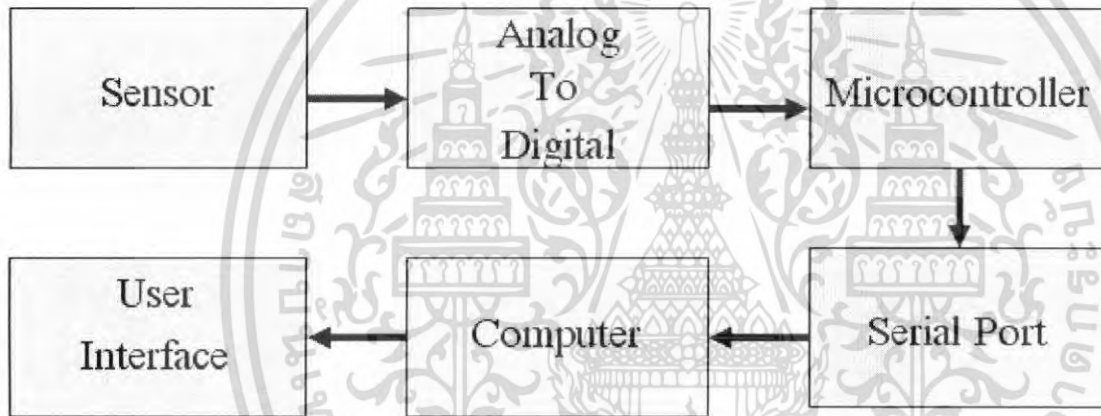 Sensor
Analog
To
Digital
Microcontroller
Serial Port
Computer
User
Interface